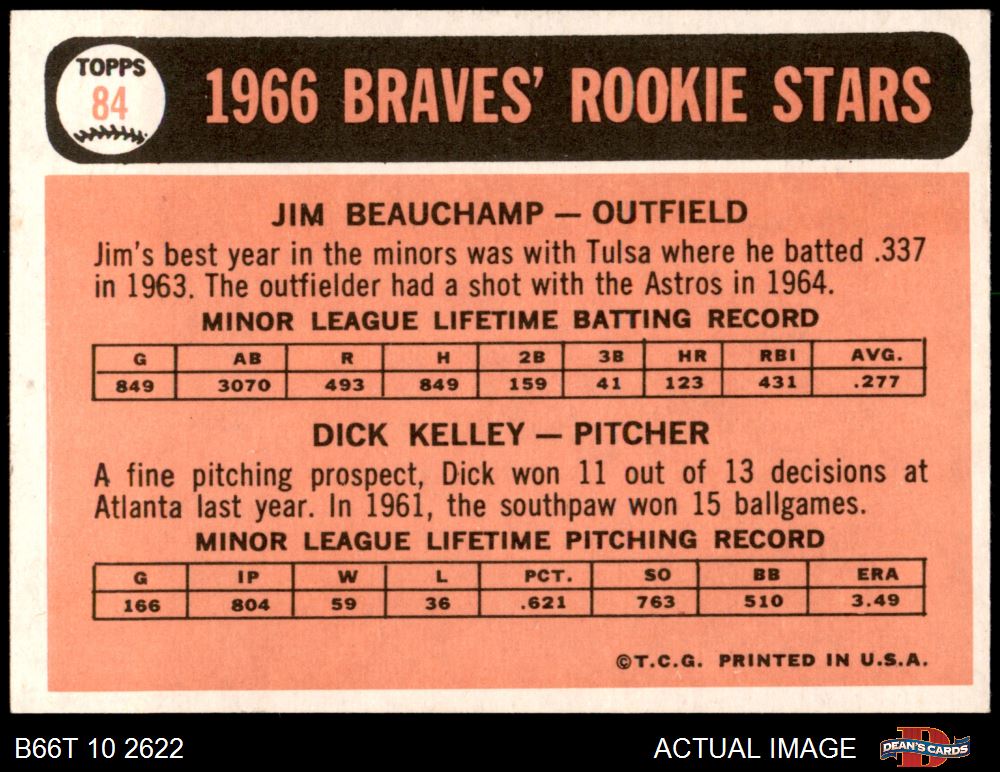 TOPPS
84
1966 BRAVES' ROOKIE STARS
JIM BEAUCHAMP — OUTFIELD
Jim's best year in the minors was with Tulsa where he batted .337
in 1963. The outfielder had a shot with the Astros in 1964.
MINOR LEAGUE LIFETIME BATTING RECORD
G AB R H 2B 3B HR RBI AVG.
849 3070 493 849 159 41 123 431 .277
DICK KELLEY — PITCHER
A fine pitching prospect, Dick won 11 out of 13 decisions at
Atlanta last year. In 1961, the southpaw won 15 ballgames.
MINOR LEAGUE LIFETIME PITCHING RECORD
G IP W L PCT. SO BB ERA
166 804 59 36 .621 763 510 3.49
©T.C.G. PRINTED IN U.S.A.
B66T 10 2622 ACTUAL IMAGE D DEAN'S CARDS